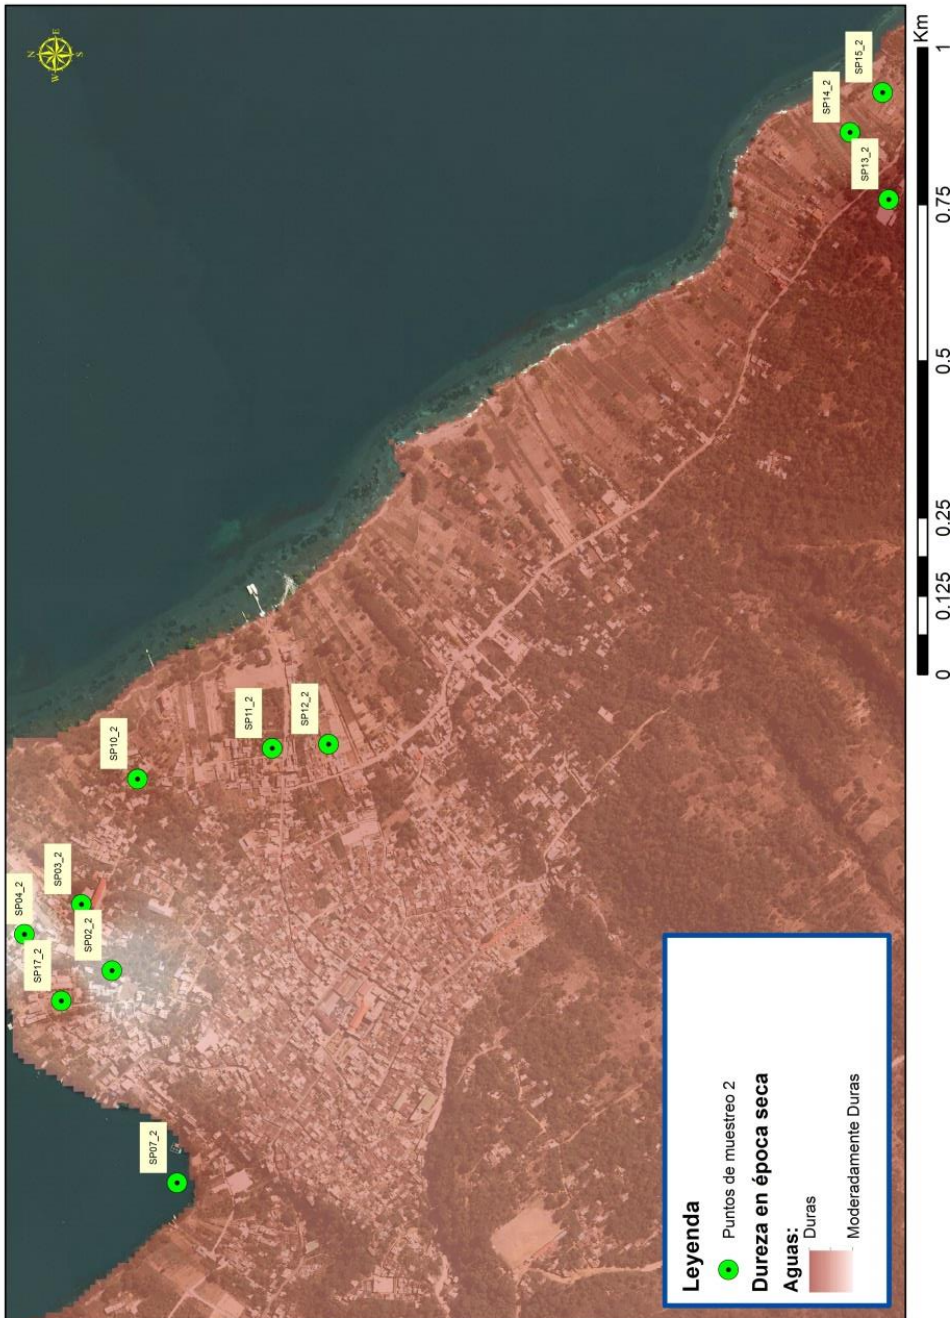 N
E
S
W
SP15_2
SP14_2
SP13_2
SP11_2
SP12_2
SP10_2
SP04_2
SP03_2
SP02_2
SP17_2
SP07_2
Leyenda
Puntos de muestreo 2
Dureza en época seca
Aguas:
Duras
Moderadamente Duras
0 0.125 0.25 0.5 0.75 1
Km